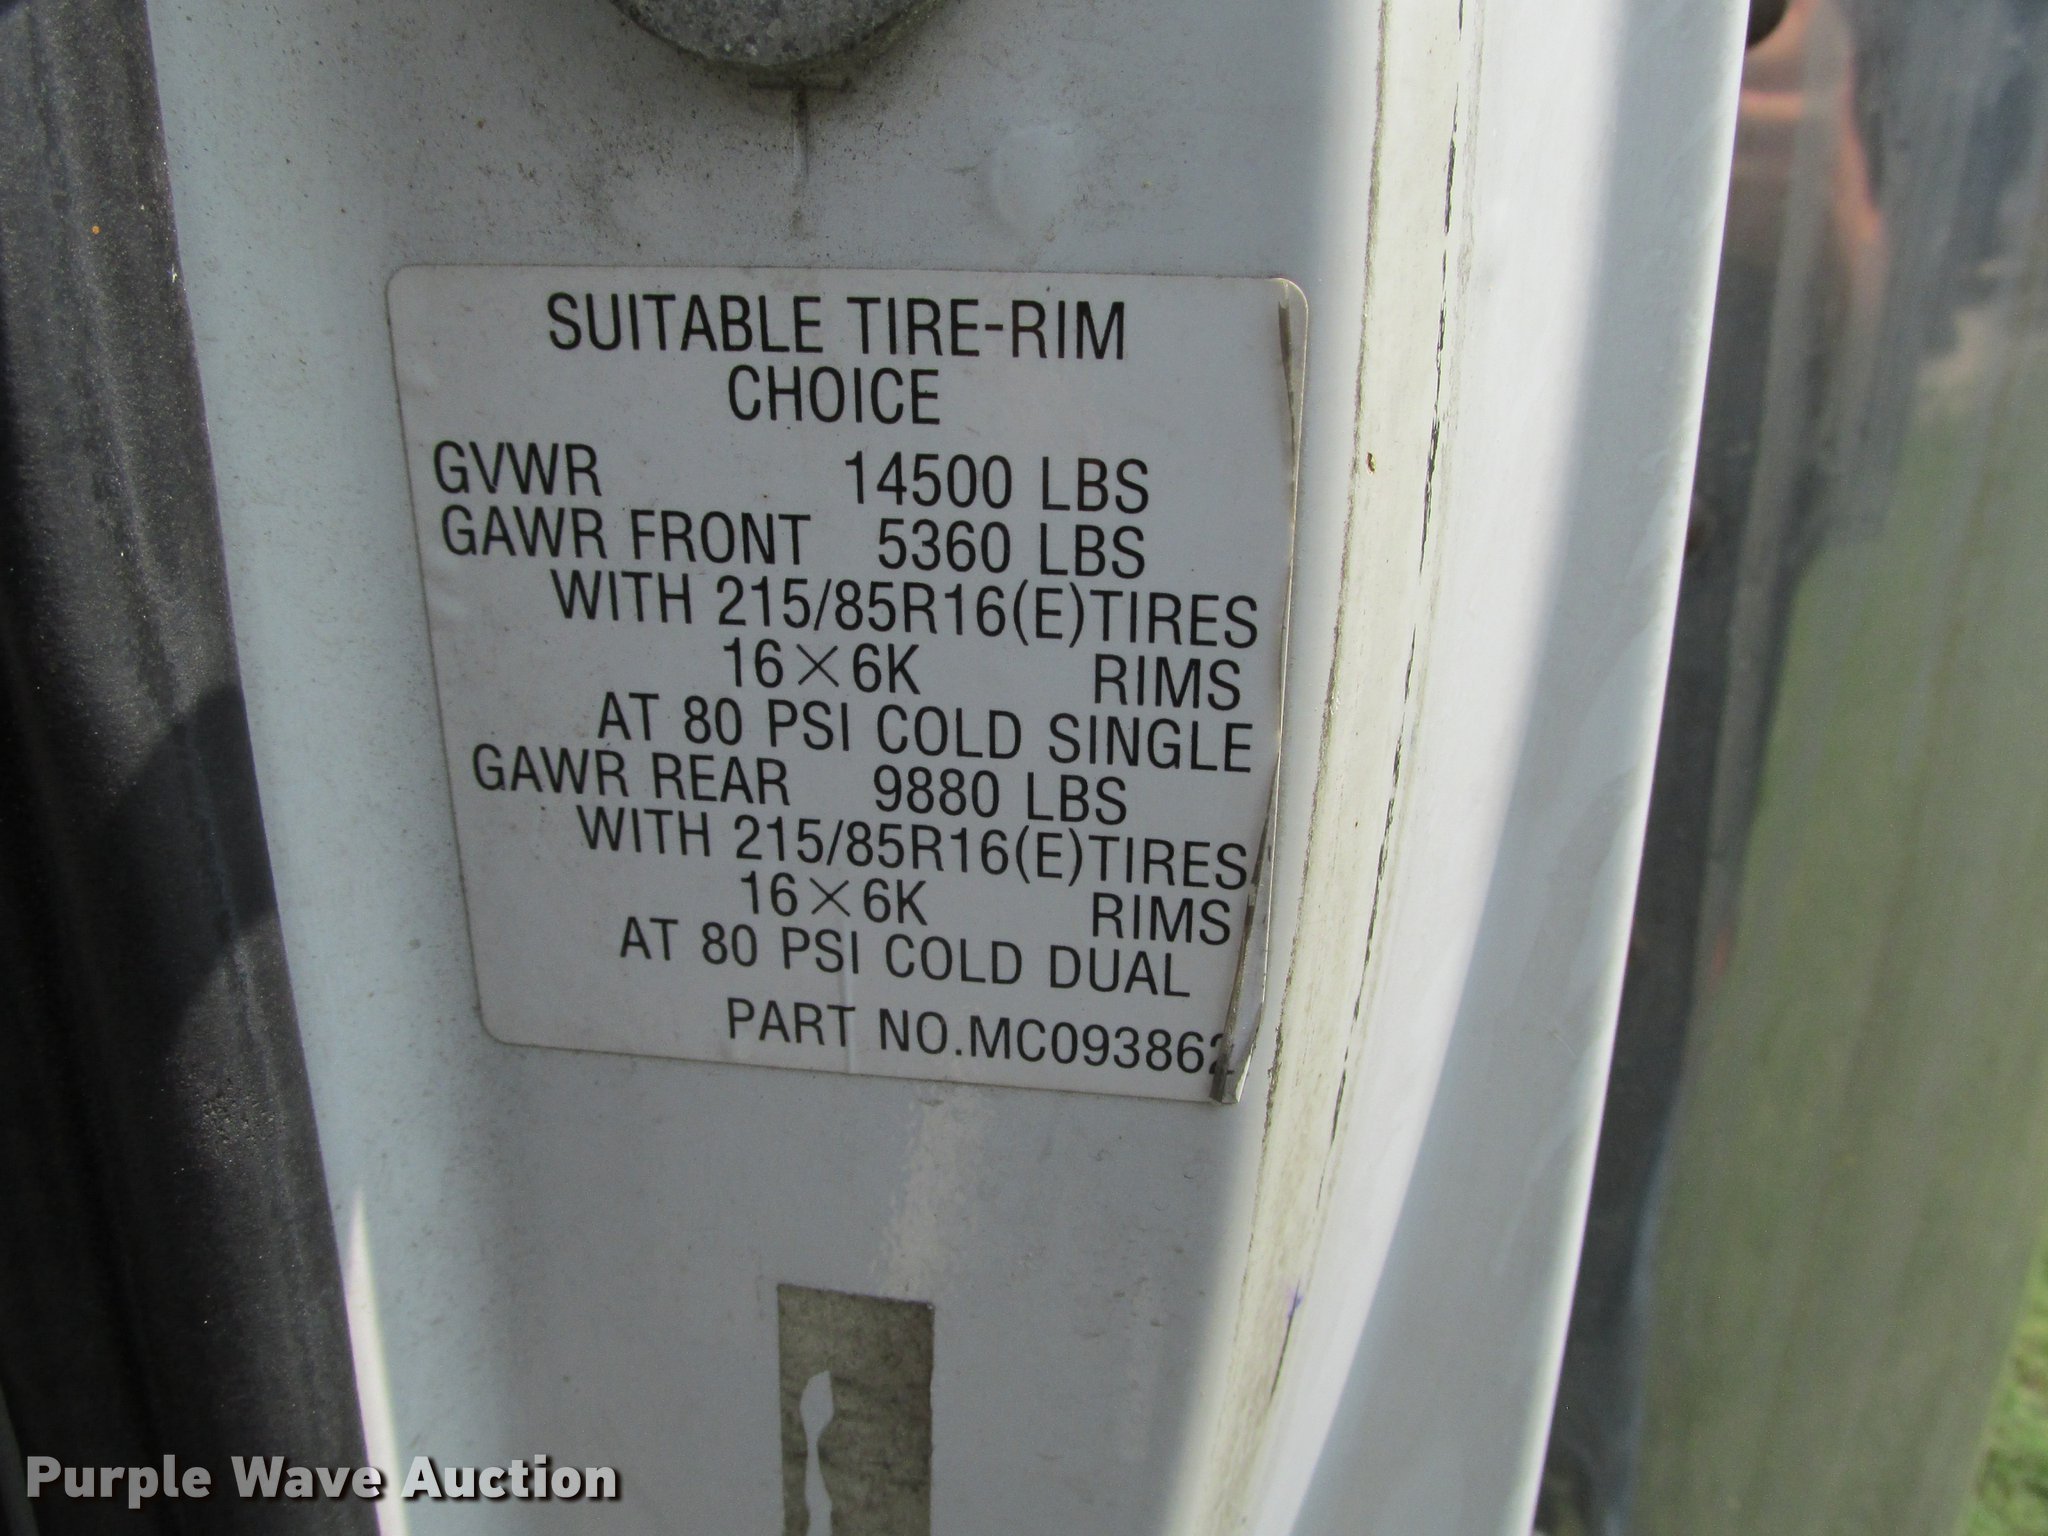 SUITABLE TIRE-RIM
CHOICE
GVWR 14500 LBS
GAWR FRONT 5360 LBS
WITH 215/85R16(E)TIRES
16×6K RIMS
AT 80 PSI COLD SINGLE
GAWR REAR 9880 LBS
WITH 215/85R16(E)TIRES
16×6K RIMS
AT 80 PSI COLD DUAL
PART NO.MC093862
Purple Wave Auction